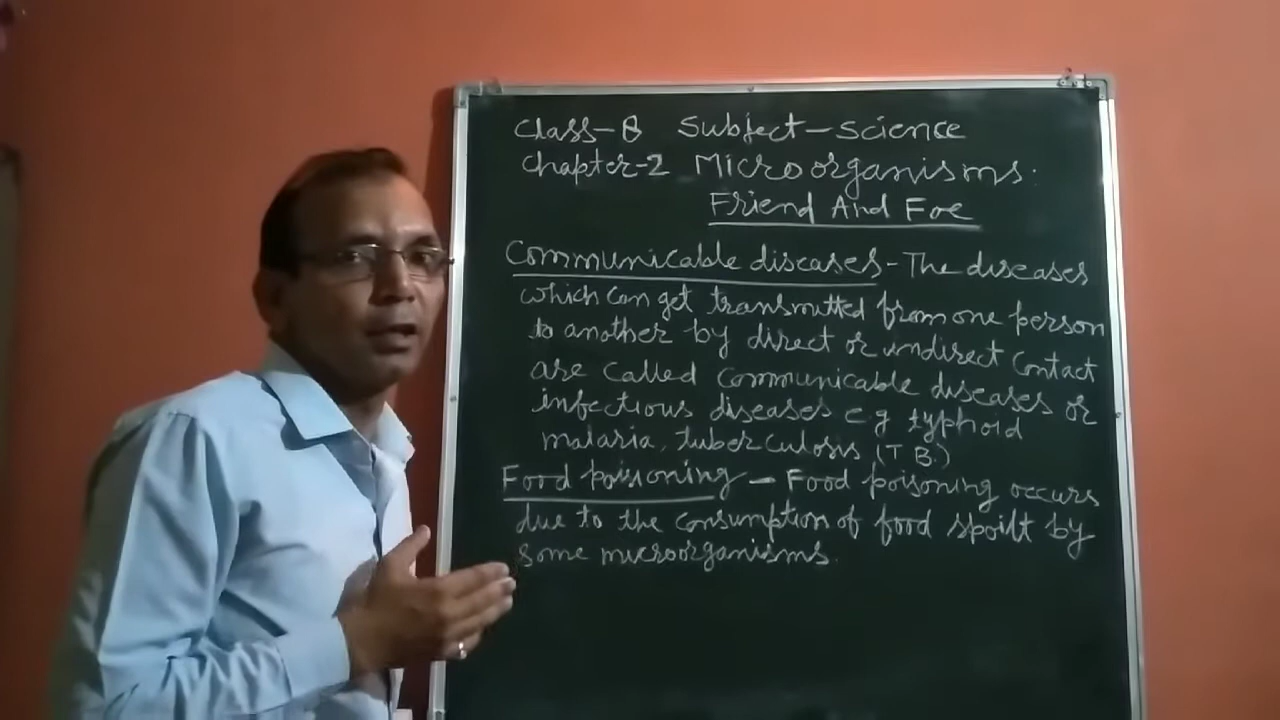 Class-8 Subject-Science
Chapter-2 Microorganisms.
Friend And Foe
Communicable diseases - The diseases
which can get transmitted from one person
to another by direct or indirect contact
are called communicable diseases or
infectious diseases e.g typhoid
malaria, tuberculosis (T B.)
Food poisoning - Food poisoning occurs
due to the consumption of food spoilt by
some microorganisms.